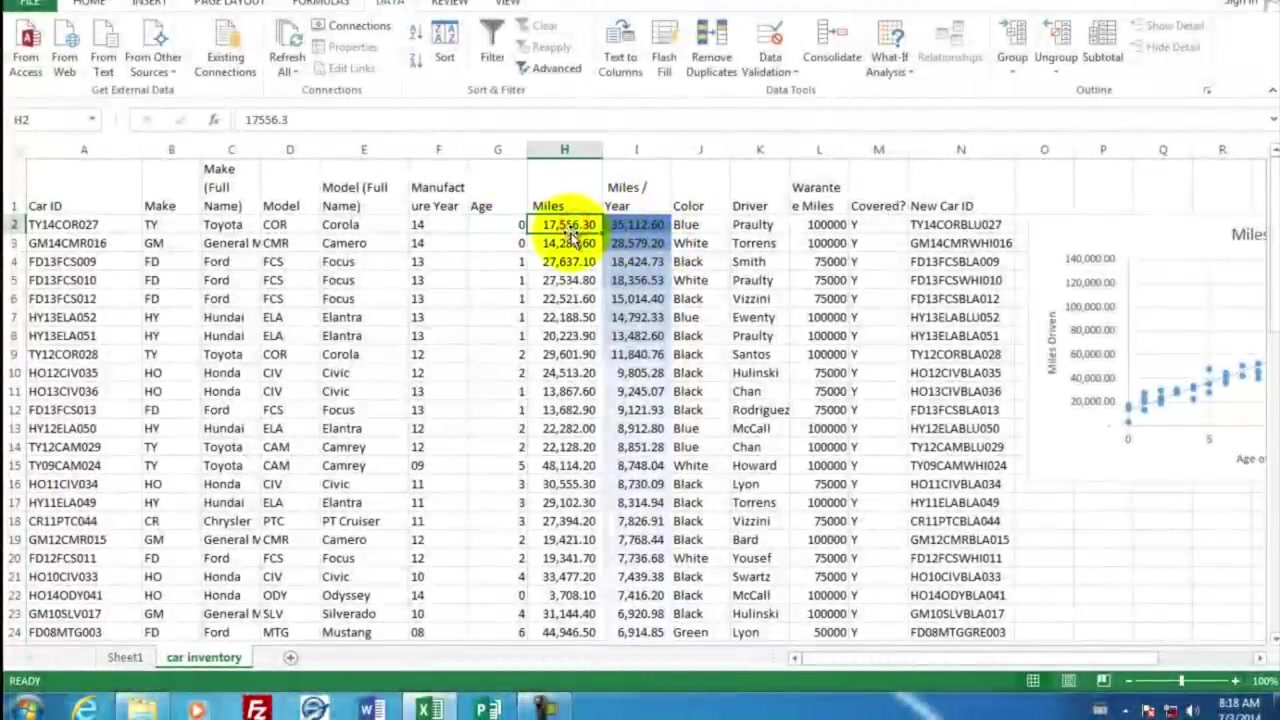 FILE HOME INSERT PAGE LAYOUT FORMULAS DATA REVIEW VIEW Sign in
From Access
From Web
From Text
From Other Sources
Existing Connections
Refresh All
Connections
Properties
Edit Links
Sort
Filter
Clear
Reapply
Advanced
Text to Columns
Flash Fill
Remove Duplicates
Data Validation
Consolidate
What-If Analysis
Relationships
Group
Ungroup
Subtotal
Show Detail
Hide Detail
Get External Data Connections Sort & Filter Data Tools Outline
H2 fx 17556.3
A B C D E F G H I J K L M N O P Q R
1 Car ID Make Make (Full Name) Model Model (Full Name) Manufact ure Year Age Miles Miles / Year Color Driver Warante e Miles Covered? New Car ID
2 TY14COR027 TY Toyota COR Corola 14 0 17,556.30 35,112.60 Blue Praulty 100000 Y TY14CORBLU027
3 GM14CMR016 GM General M CMR Camero 14 0 28,579.20 White Torrens 100000 Y GM14CMRWHI016
4 FD13FCS009 FD Ford FCS Focus 13 1 27,637.10 18,424.73 Black Smith 75000 Y FD13FCSBLA009
5 FD13FCS010 FD Ford FCS Focus 13 1 27,534.80 18,356.53 White Praulty 75000 Y FD13FCSWHI010
6 FD13FCS012 FD Ford FCS Focus 13 1 22,521.60 15,014.40 Black Vizzini 75000 Y FD13FCSBLA012
7 HY13ELA052 HY Hundai ELA Elantra 13 1 22,188.50 14,792.33 Blue Ewenty 100000 Y HY13ELABLU052
8 HY13ELA051 HY Hundai ELA Elantra 13 1 20,223.90 13,482.60 Black Praulty 100000 Y HY13ELABLA051
9 TY12COR028 TY Toyota COR Corola 12 2 29,601.90 11,840.76 Black Santos 100000 Y TY12CORBLA028
10 HO12CIV035 HO Honda CIV Civic 12 2 24,513.20 9,805.28 Black Hulinski 75000 Y HO12CIVBLA035
11 HO13CIV036 HO Honda CIV Civic 13 1 13,867.60 9,245.07 Black Chan 75000 Y HO13CIVBLA036
12 FD13FCS013 FD Ford FCS Focus 13 1 13,682.90 9,121.93 Black Rodriguez 75000 Y FD13FCSBLA013
13 HY12ELA050 HY Hundai ELA Elantra 12 2 22,282.00 8,912.80 Blue McCall 100000 Y HY12ELABLU050
14 TY12CAM029 TY Toyota CAM Camrey 12 2 22,128.20 8,851.28 Blue Chan 100000 Y TY12CAMBLU029
15 TY09CAM024 TY Toyota CAM Camrey 09 5 48,114.20 8,748.04 White Howard 100000 Y TY09CAMWHI024
16 HO11CIV034 HO Honda CIV Civic 11 3 30,555.30 8,730.09 Black Lyon 75000 Y HO11CIVBLA034
17 HY11ELA049 HY Hundai ELA Elantra 11 3 29,102.30 8,314.94 Black Torrens 100000 Y HY11ELABLA049
18 CR11PTC044 CR Chrysler PTC PT Cruiser 11 3 27,394.20 7,826.91 Black Vizzini 75000 Y CR11PTCBLA044
19 GM12CMR015 GM General M CMR Camero 12 2 19,421.10 7,768.44 Black Bard 100000 Y GM12CMRBLA015
20 FD12FCS011 FD Ford FCS Focus 12 2 19,341.70 7,736.68 White Yousef 75000 Y FD12FCSWHI011
21 HO10CIV033 HO Honda CIV Civic 10 4 33,477.20 7,439.38 Black Swartz 75000 Y HO10CIVBLA033
22 HO14ODY041 HO Honda ODY Odyssey 14 0 3,708.10 7,416.20 Black McCall 100000 Y HO14ODYBLA041
23 GM10SLV017 GM General M SLV Silverado 10 4 31,144.40 6,920.98 Black Hulinski 100000 Y GM10SLVBLA017
24 FD08MTG003 FD Ford MTG Mustang 08 6 44,946.50 6,914.85 Green Lyon 50000 Y FD08MTGGRE003
Miles
140,000.00
120,000.00
100,000.00
80,000.00
60,000.00
40,000.00
20,000.00
-
0 5
Miles Driven
Age of
Sheet1 car inventory
READY 100%
8:18 AM
7/3/2014